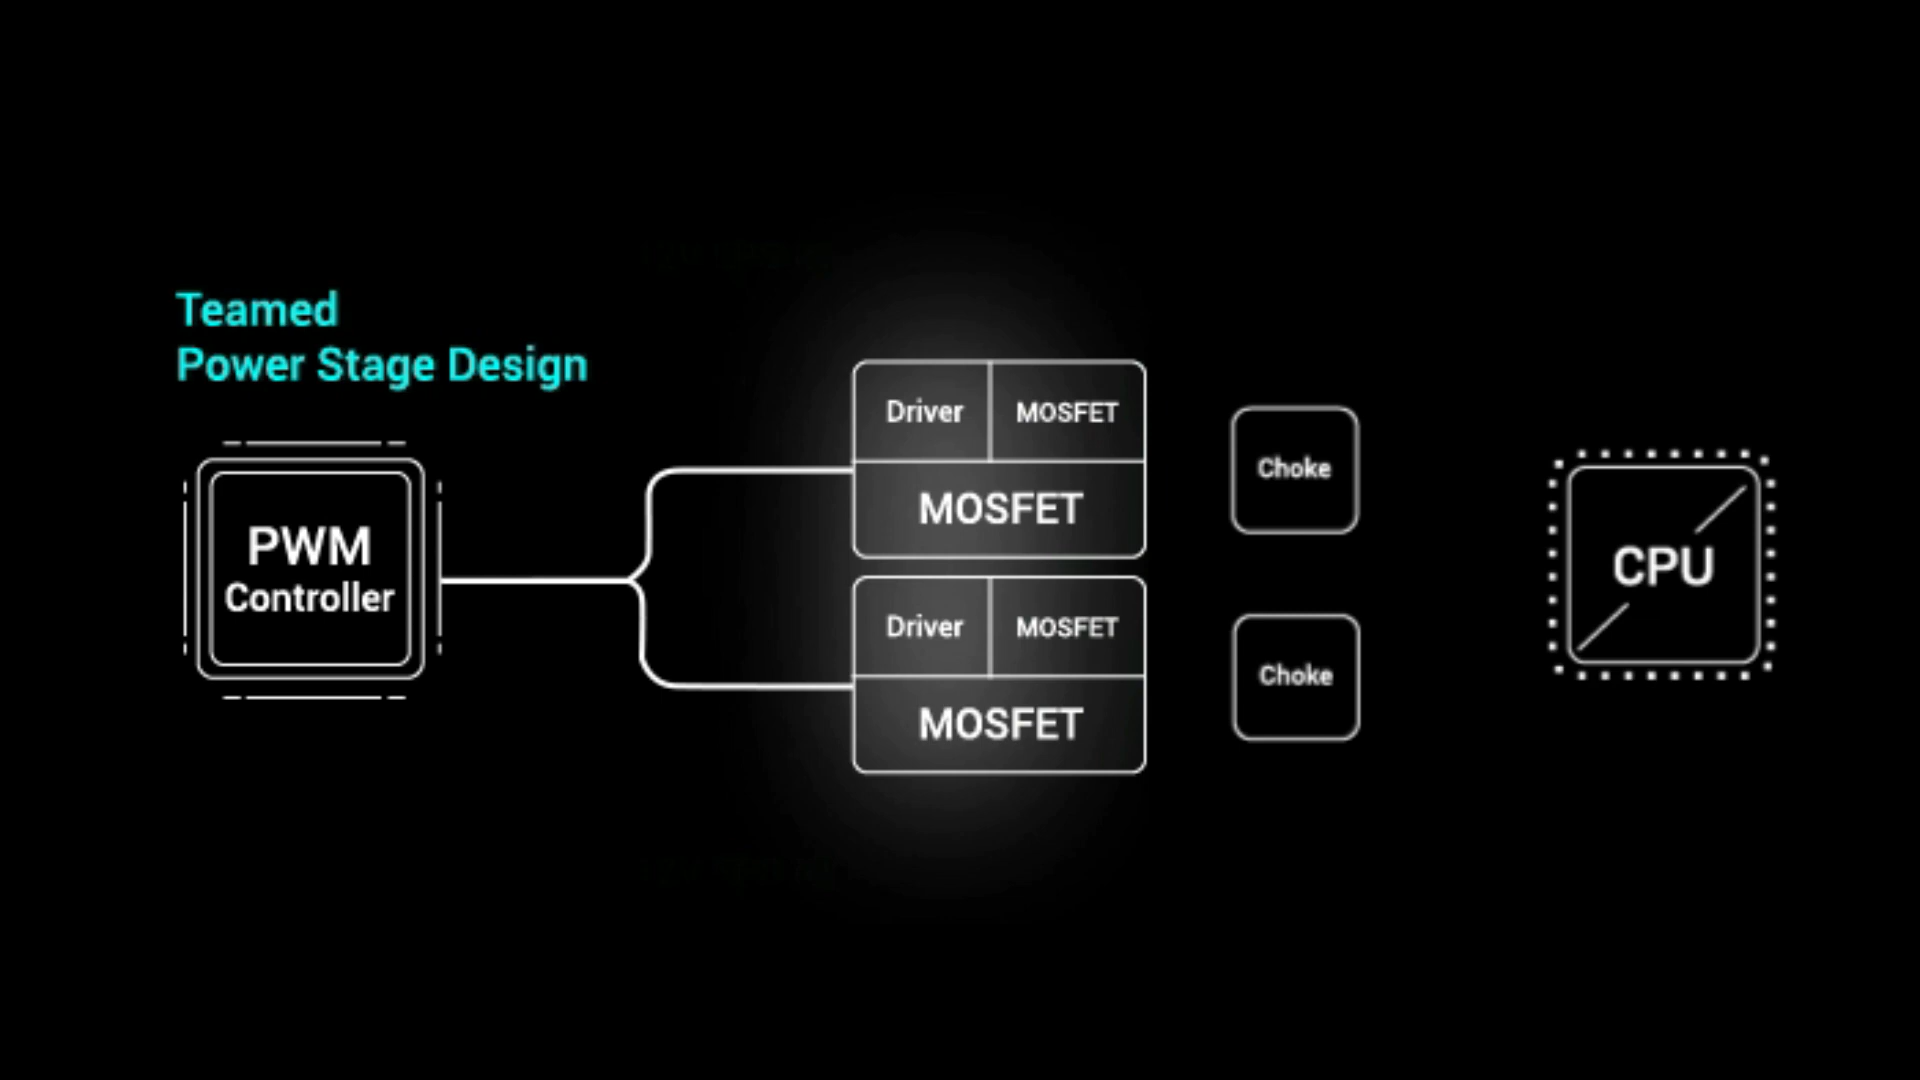 Teamed
Power Stage Design
PWM
Controller
Driver
MOSFET
MOSFET
Driver
MOSFET
MOSFET
Choke
Choke
CPU